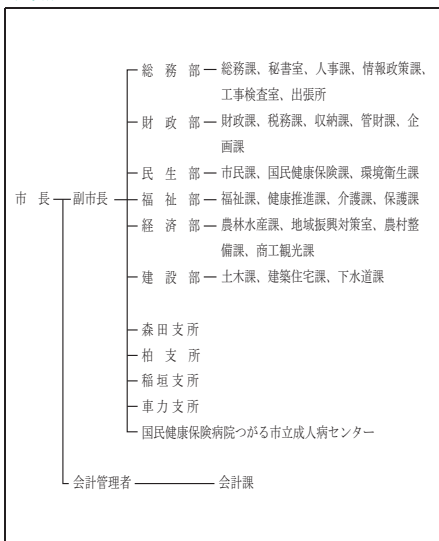 総務部 総務課、秘書室、人事課、情報政策課、
工事検査室、出張所
財政部 財政課、税務課、収納課、管財課、企
画課
民生部 市民課、国民健康保険課、環境衛生課
市長 副市長 福祉部 福祉課、健康推進課、介護課、保護課
経済部 農林水産課、地域振興対策室、農村整
備課、商工観光課
建設部 土木課、建築住宅課、下水道課
森田支所
柏支所
稲垣支所
車力支所
国民健康保険病院つがる市立成人病センター
会計管理者 会計課